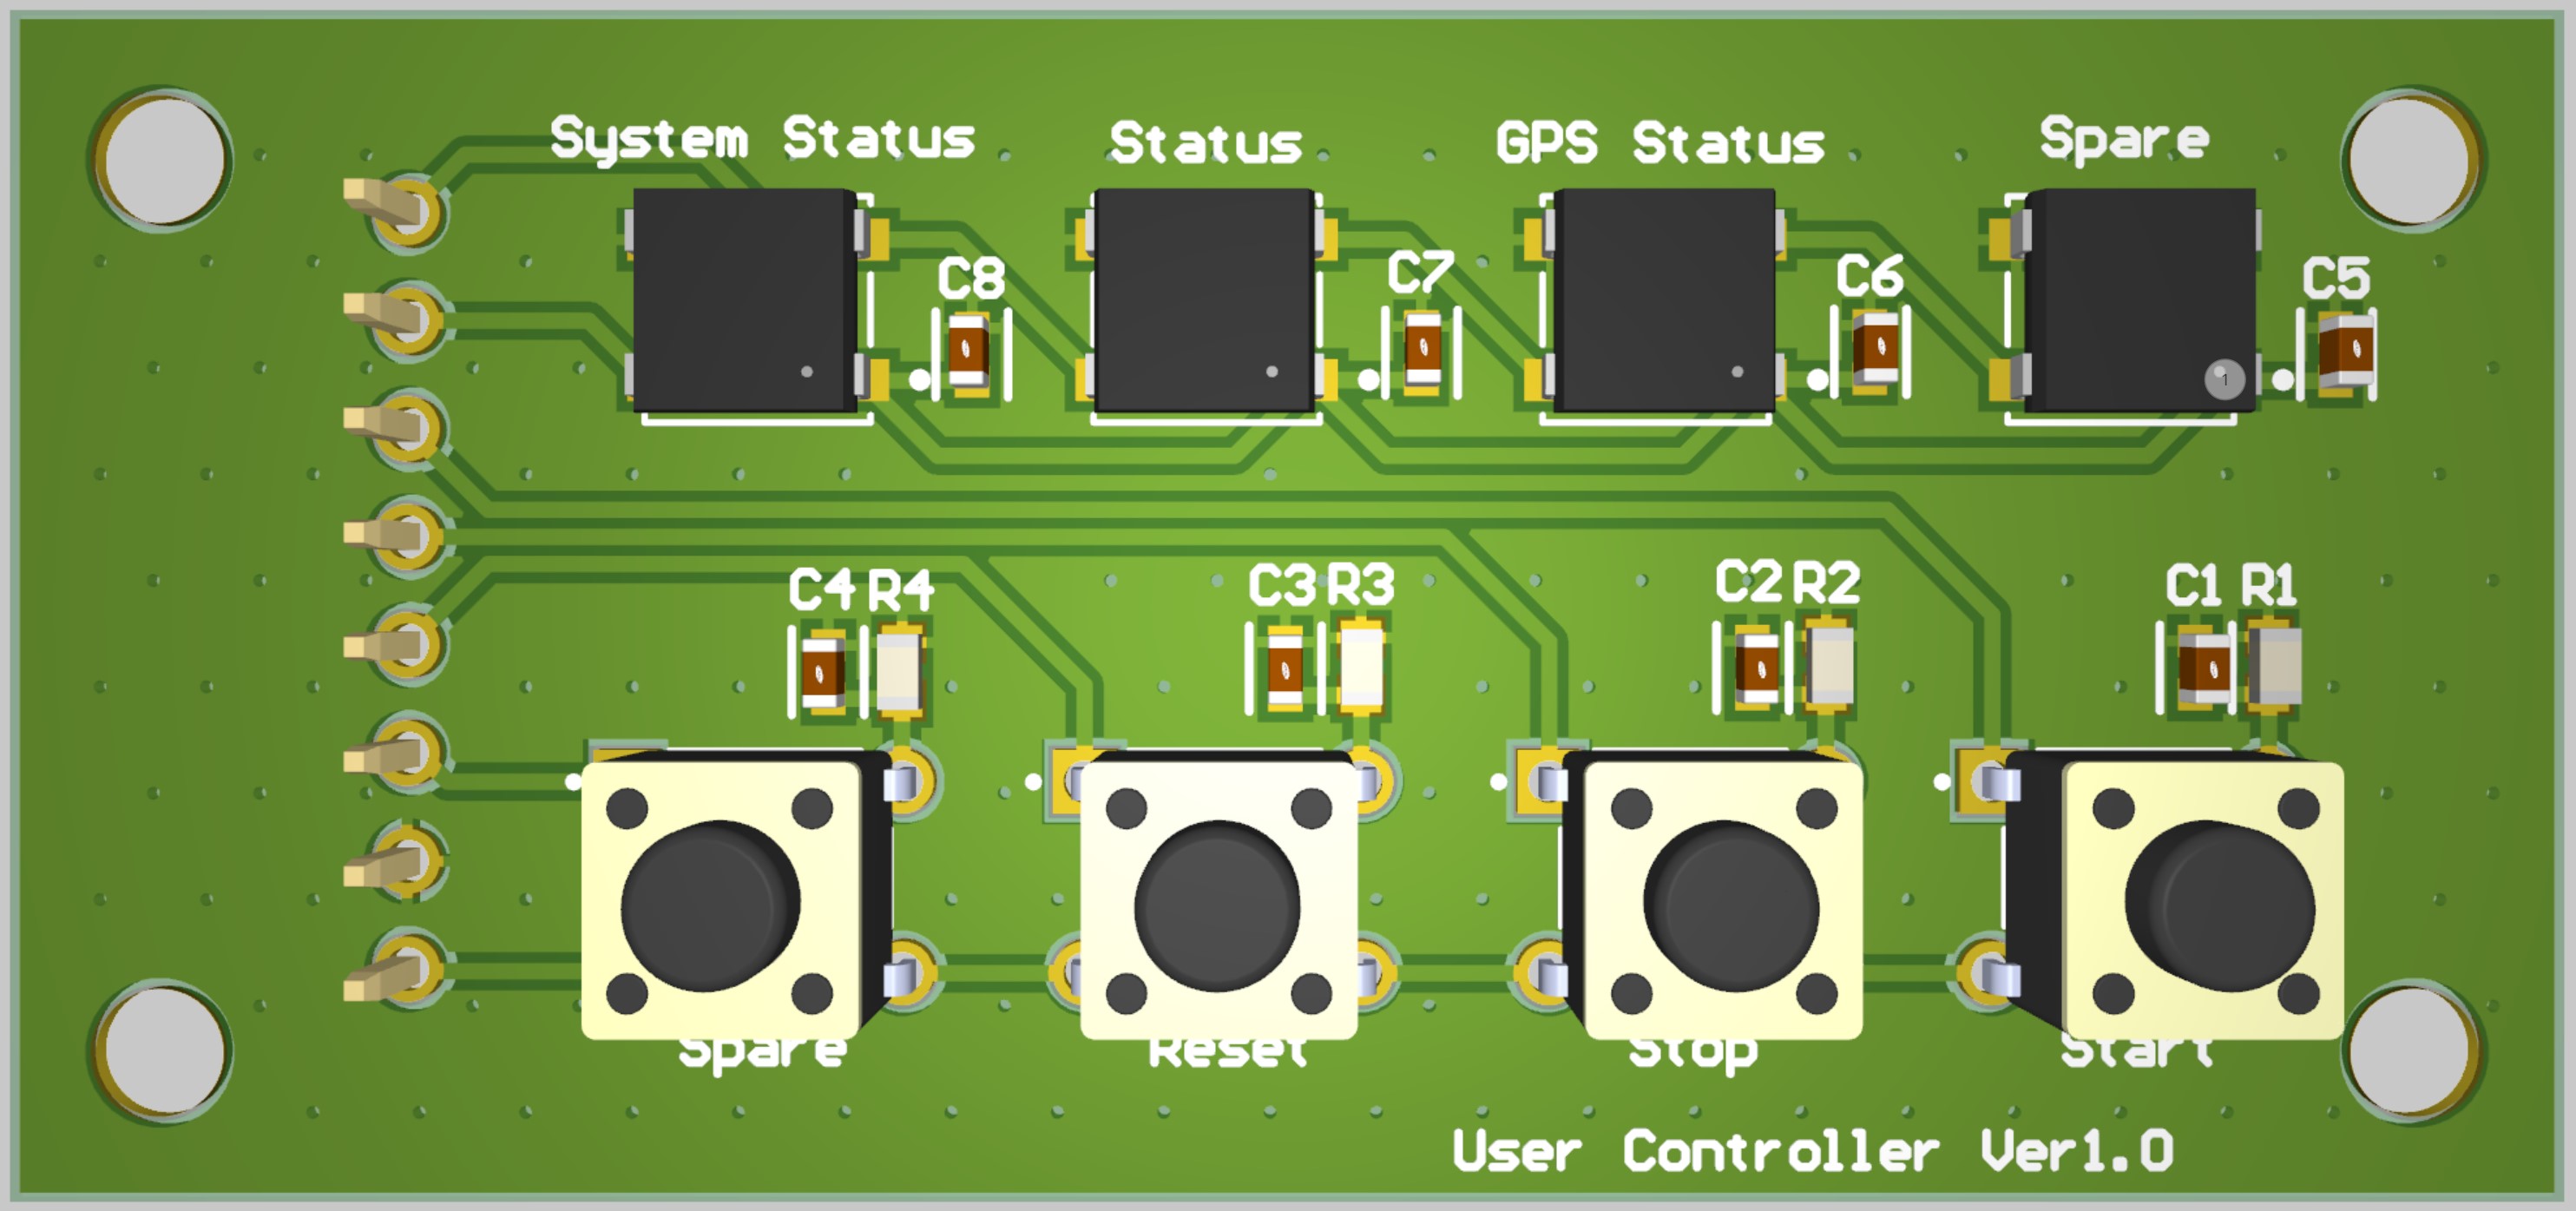 System Status
Status
GPS Status
Spare
C8
C7
C6
C5
1
C4 R4
C3 R3
C2 R2
C1 R1
Spare
Reset
Stop
Start
User Controller Ver1.0